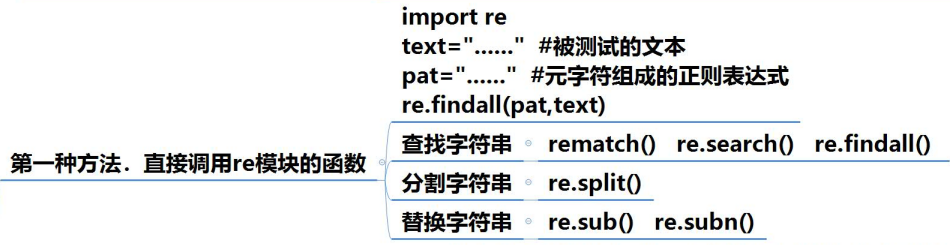 import re
text="......"  #被测试的文本
pat="......"  #元字符组成的正则表达式
re.findall(pat,text)
第一种方法．直接调用re模块的函数
查找字符串 rematch() re.search() re.findall()
分割字符串 re.split()
替换字符串 re.sub() re.subn()